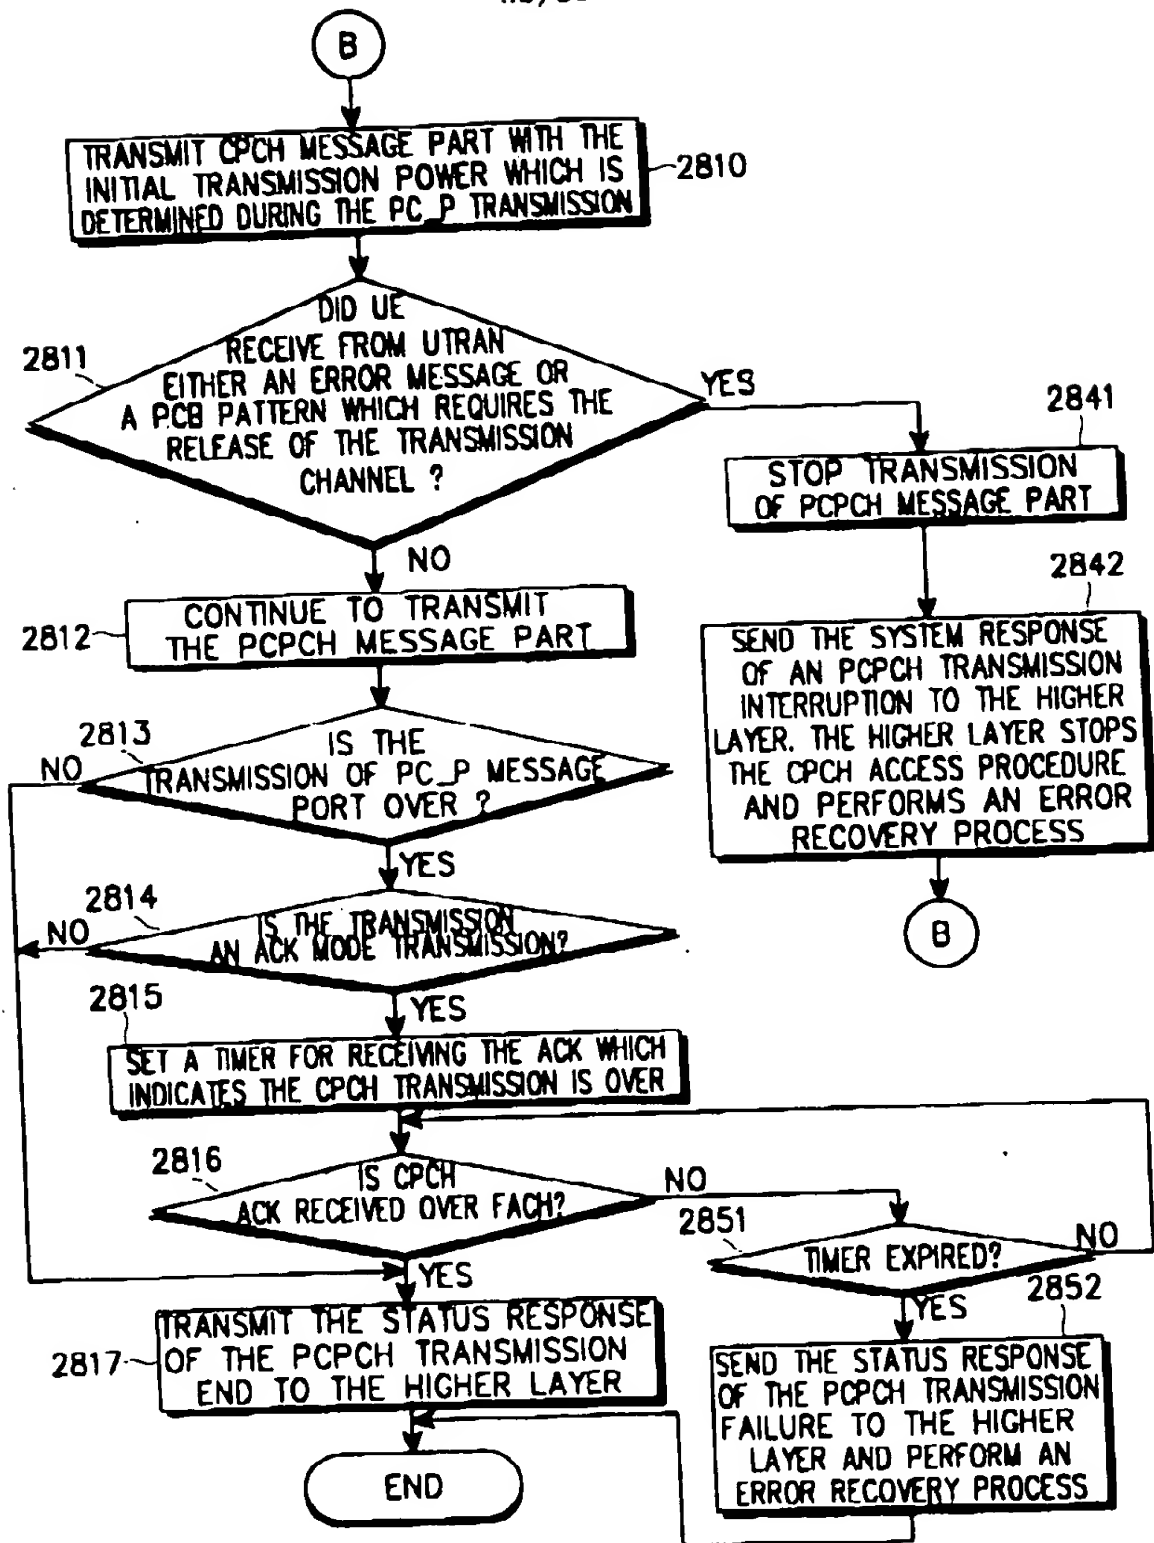 B
TRANSMIT CPCH MESSAGE PART WITH THE
INITIAL TRANSMISSION POWER WHICH IS
DETERMINED DURING THE PC_P TRANSMISSION
2810
DID UE
RECEIVE FROM UTRAN
EITHER AN ERROR MESSAGE OR
A PCB PATTERN WHICH REQUIRES THE
RELEASE OF THE TRANSMISSION
CHANNEL ?
2811
YES
NO
2841
STOP TRANSMISSION
OF PCPCH MESSAGE PART
2842
SEND THE SYSTEM RESPONSE
OF AN PCPCH TRANSMISSION
INTERRUPTION TO THE HIGHER
LAYER. THE HIGHER LAYER STOPS
THE CPCH ACCESS PROCEDURE
AND PERFORMS AN ERROR
RECOVERY PROCESS
B
CONTINUE TO TRANSMIT
THE PCPCH MESSAGE PART
2812
2813
IS THE
TRANSMISSION OF PC_P MESSAGE
PORT OVER ?
NO
YES
2814
IS THE TRANSMISSION
AN ACK MODE TRANSMISSION?
NO
YES
2815
SET A TIMER FOR RECEIVING THE ACK WHICH
INDICATES THE CPCH TRANSMISSION IS OVER
2816
IS CPCH
ACK RECEIVED OVER FACH?
NO
YES
2851
TIMER EXPIRED?
NO
YES
2852
SEND THE STATUS RESPONSE
OF THE PCPCH TRANSMISSION
FAILURE TO THE HIGHER
LAYER AND PERFORM AN
ERROR RECOVERY PROCESS
TRANSMIT THE STATUS RESPONSE
OF THE PCPCH TRANSMISSION
END TO THE HIGHER LAYER
2817
END